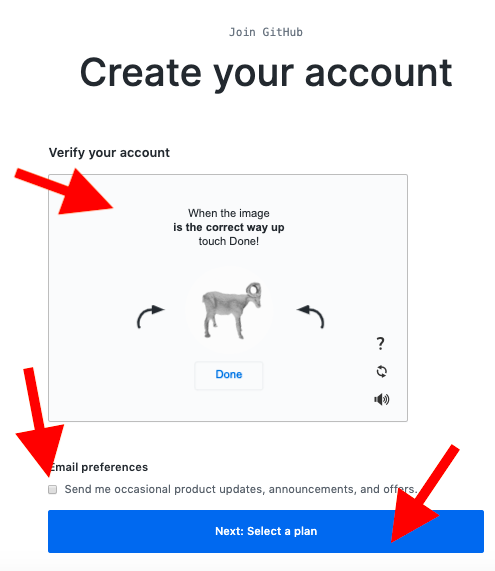 Join GitHub
Create your account
Verify your account
When the image
is the correct way up
touch Done!
Done
?
Email preferences
Send me occasional product updates, announcements, and offers.
Next: Select a plan